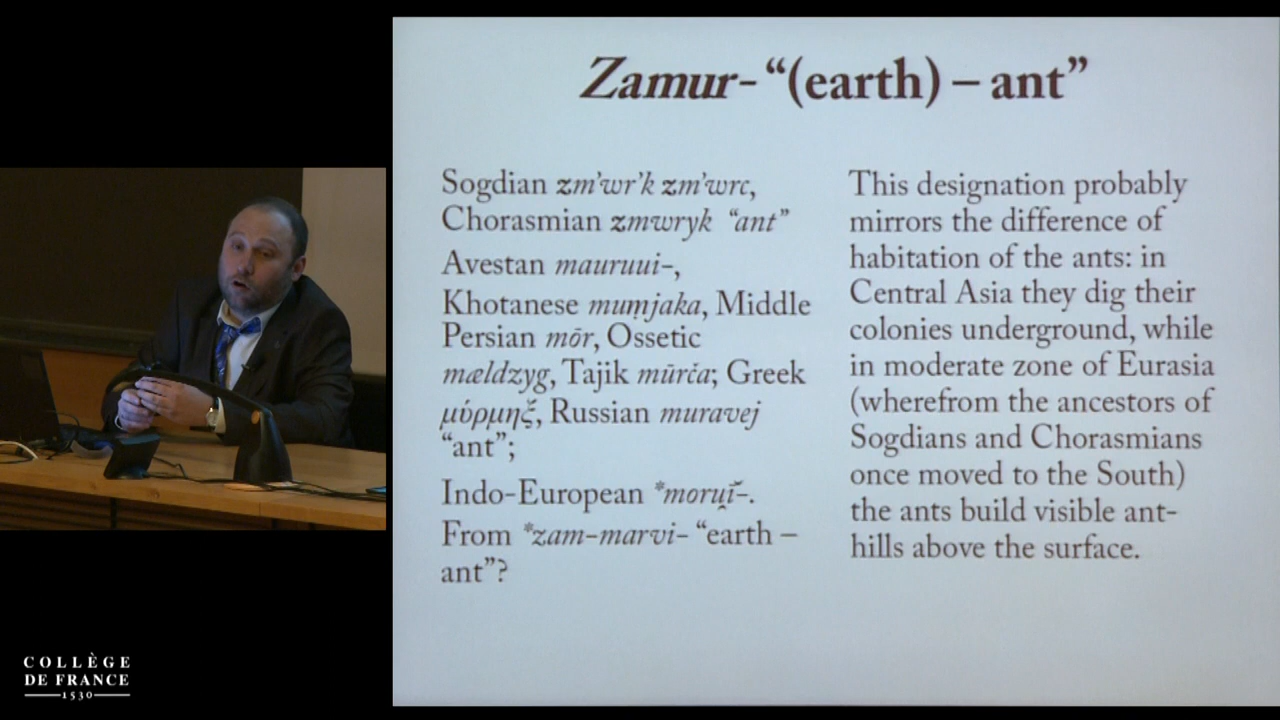 Zamur- “(earth) – ant”
Sogdian zm’wr’k zm’wrc,
Chorasmian zmwryk “ant”
Avestan mauruui-,
Khotanese muṃjaka, Middle
Persian mōr, Ossetic
mældzyg, Tajik mūrča; Greek
μύρμηξ, Russian muravej
“ant”;
Indo-European *moru̯ī̆-.
From *zam-marvi- “earth –
ant”?
This designation probably
mirrors the difference of
habitation of the ants: in
Central Asia they dig their
colonies underground, while
in moderate zone of Eurasia
(wherefrom the ancestors of
Sogdians and Chorasmians
once moved to the South)
the ants build visible ant-
hills above the surface.
COLLÈGE
DE FRANCE
1530